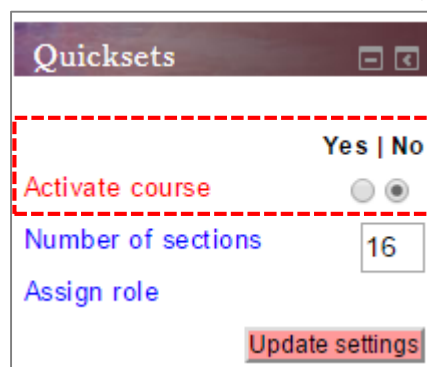 Quicksets
Yes | No
Activate course
Number of sections 16
Assign role
Update settings